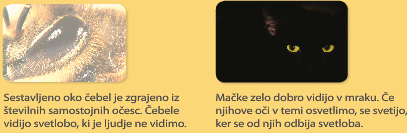 Sestavljeno oko čebel je zgrajeno iz
številnih samostojnih očesc. Čebele
vidijo svetlobo, ki je ljudje ne vidimo.
Mačke zelo dobro vidijo v mraku. Če
njihove oči v temi osvetlimo, se svetijo,
ker se od njih odbija svetloba.